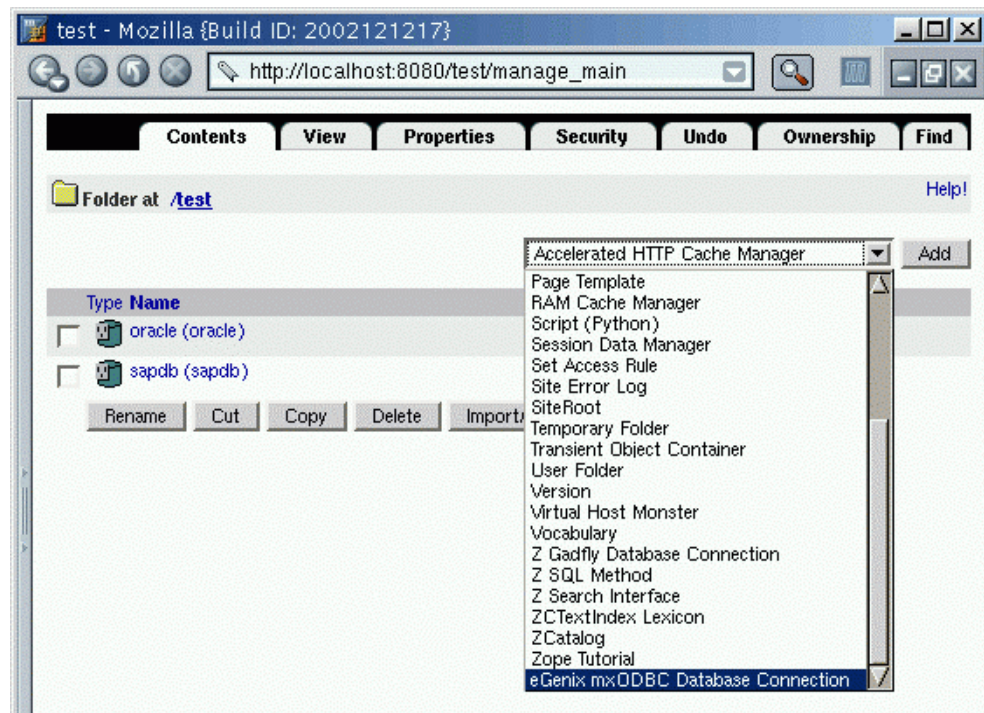 test - Mozilla {Build ID: 2002121217}
http://localhost:8080/test/manage_main
Contents View Properties Security Undo Ownership Find
Folder at /test
Help!
Accelerated HTTP Cache Manager
Add
Type Name
oracle (oracle)
sapdb (sapdb)
Rename Cut Copy Delete Import/
Page Template
RAM Cache Manager
Script (Python)
Session Data Manager
Set Access Rule
Site Error Log
SiteRoot
Temporary Folder
Transient Object Container
User Folder
Version
Virtual Host Monster
Vocabulary
Z Gadfly Database Connection
Z SQL Method
Z Search Interface
ZCTextIndex Lexicon
ZCatalog
Zope Tutorial
eGenix mxODBC Database Connection